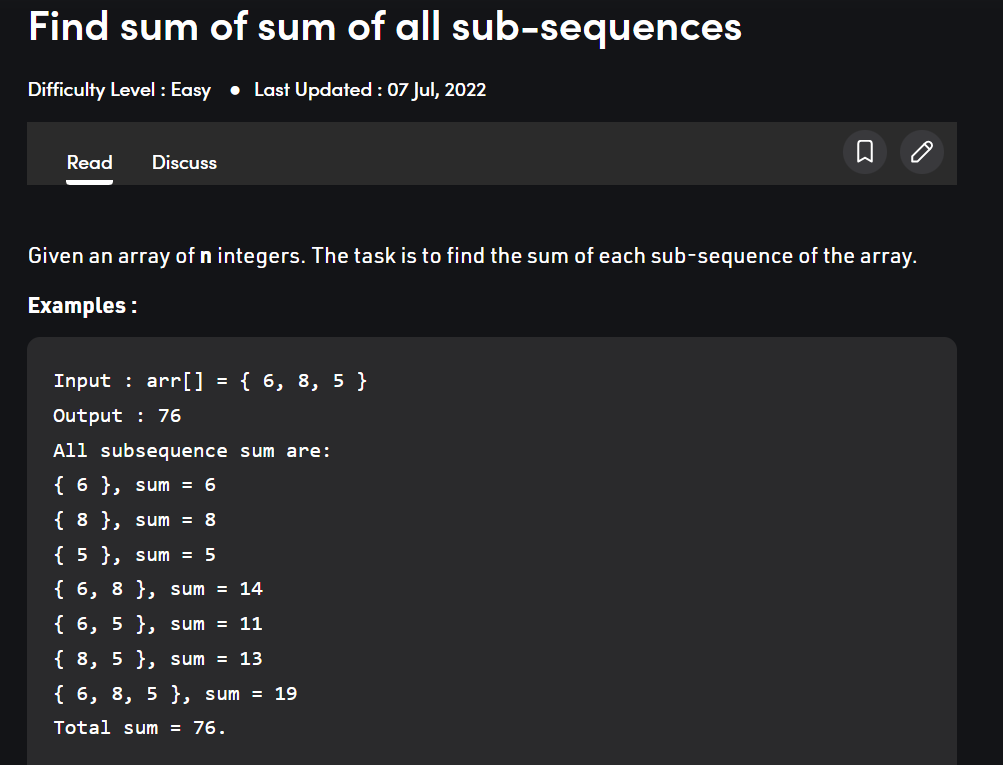 Find sum of sum of all sub-sequences
Difficulty Level : Easy ● Last Updated : 07 Jul, 2022
Read Discuss
Given an array of n integers. The task is to find the sum of each sub-sequence of the array.
Examples :
Input : arr[] = { 6, 8, 5 }
Output : 76
All subsequence sum are:
{ 6 }, sum = 6
{ 8 }, sum = 8
{ 5 }, sum = 5
{ 6, 8 }, sum = 14
{ 6, 5 }, sum = 11
{ 8, 5 }, sum = 13
{ 6, 8, 5 }, sum = 19
Total sum = 76.